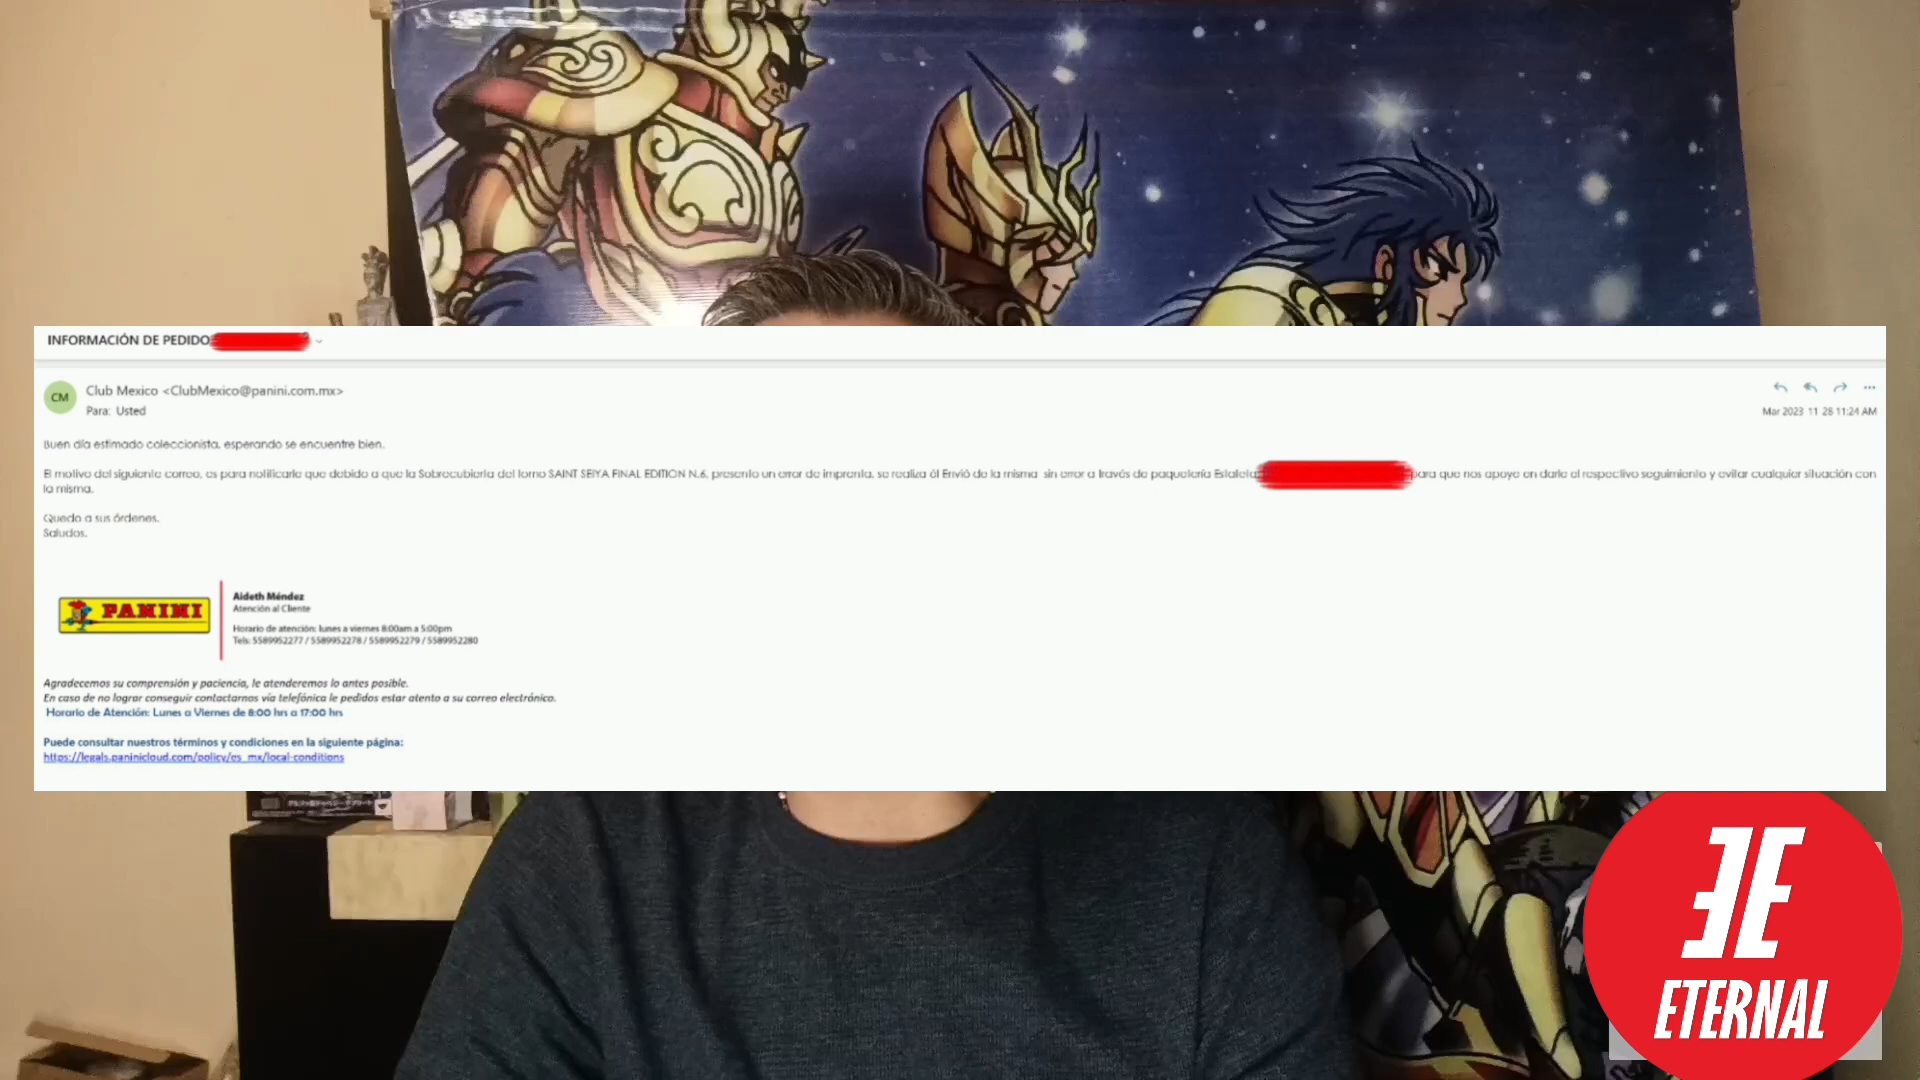 INFORMACIÓN DE PEDIDO
CM
Club Mexico <ClubMexico@panini.com.mx>
Para: Usted
Mar 2023 11 28 11:24 AM
Buen día estimado coleccionista, esperando se encuentre bien.
El motivo del siguiente correo, es para notificarle que debido a que la Sobrecubierta del tomo SAINT SEIYA FINAL EDITION N.6, presento un error de imprenta, se realiza él Envió de la misma sin error a través de paquetería Estafeta para que nos apoye en darle el respectivo seguimiento y evitar cualquier situación con
la misma.
Quedo a sus órdenes.
Saludos.
PANINI
Aideth Méndez
Atención al Cliente
Horario de atención: lunes a viernes 8:00am a 5:00pm
Tels: 5589952277 / 5589952278 / 5589952279 / 5589952280
Agradecemos su comprensión y paciencia, le atenderemos lo antes posible.
En caso de no lograr conseguir contactarnos vía telefónica le pedidos estar atento a su correo electrónico.
Horario de Atención: Lunes a Viernes de 8:00 hrs a 17:00 hrs
Puede consultar nuestros términos y condiciones en la siguiente página:
https://legals.paninicloud.com/policy/es_mx/local-conditions
ETERNAL